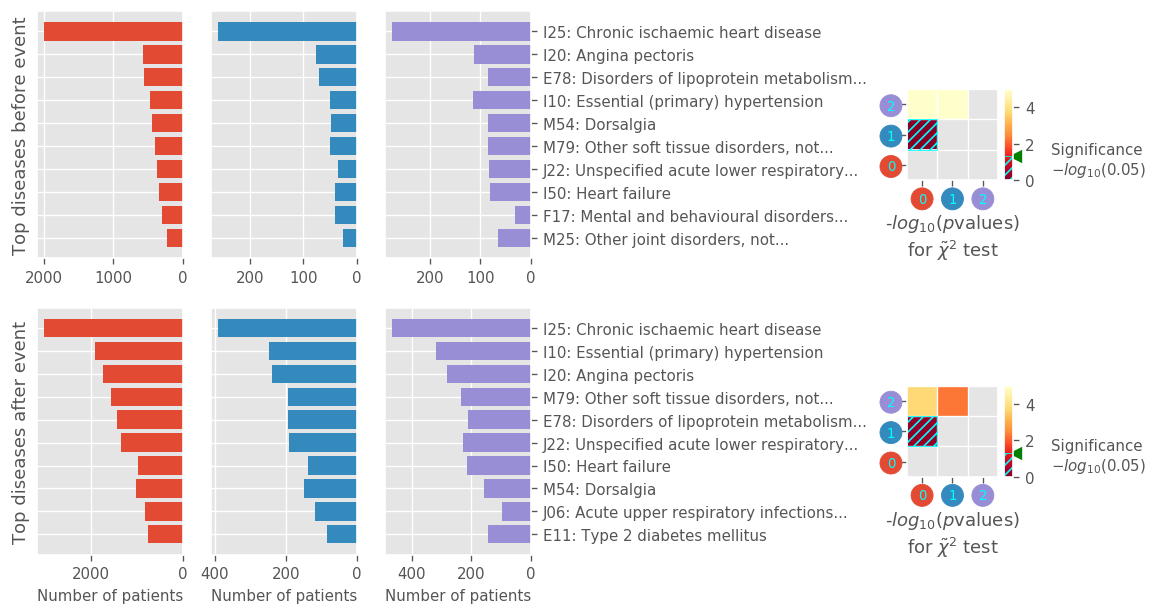 Top diseases before event
I25: Chronic ischaemic heart disease
I20: Angina pectoris
E78: Disorders of lipoprotein metabolism...
I10: Essential (primary) hypertension
M54: Dorsalgia
M79: Other soft tissue disorders, not...
J22: Unspecified acute lower respiratory...
I50: Heart failure
F17: Mental and behavioural disorders...
M25: Other joint disorders, not...
2000 1000 0
200 100 0
200 100 0
2
1
0
0 1 2
4
2
0
Significance
−log₁₀(0.05)
-log₁₀(pvalues)
for χ̃² test
Top diseases after event
I25: Chronic ischaemic heart disease
I10: Essential (primary) hypertension
I20: Angina pectoris
M79: Other soft tissue disorders, not...
E78: Disorders of lipoprotein metabolism...
J22: Unspecified acute lower respiratory...
I50: Heart failure
M54: Dorsalgia
J06: Acute upper respiratory infections...
E11: Type 2 diabetes mellitus
2000 0
400 200 0
400 200 0
Number of patients
Number of patients
Number of patients
2
1
0
0 1 2
4
2
0
Significance
−log₁₀(0.05)
-log₁₀(pvalues)
for χ̃² test